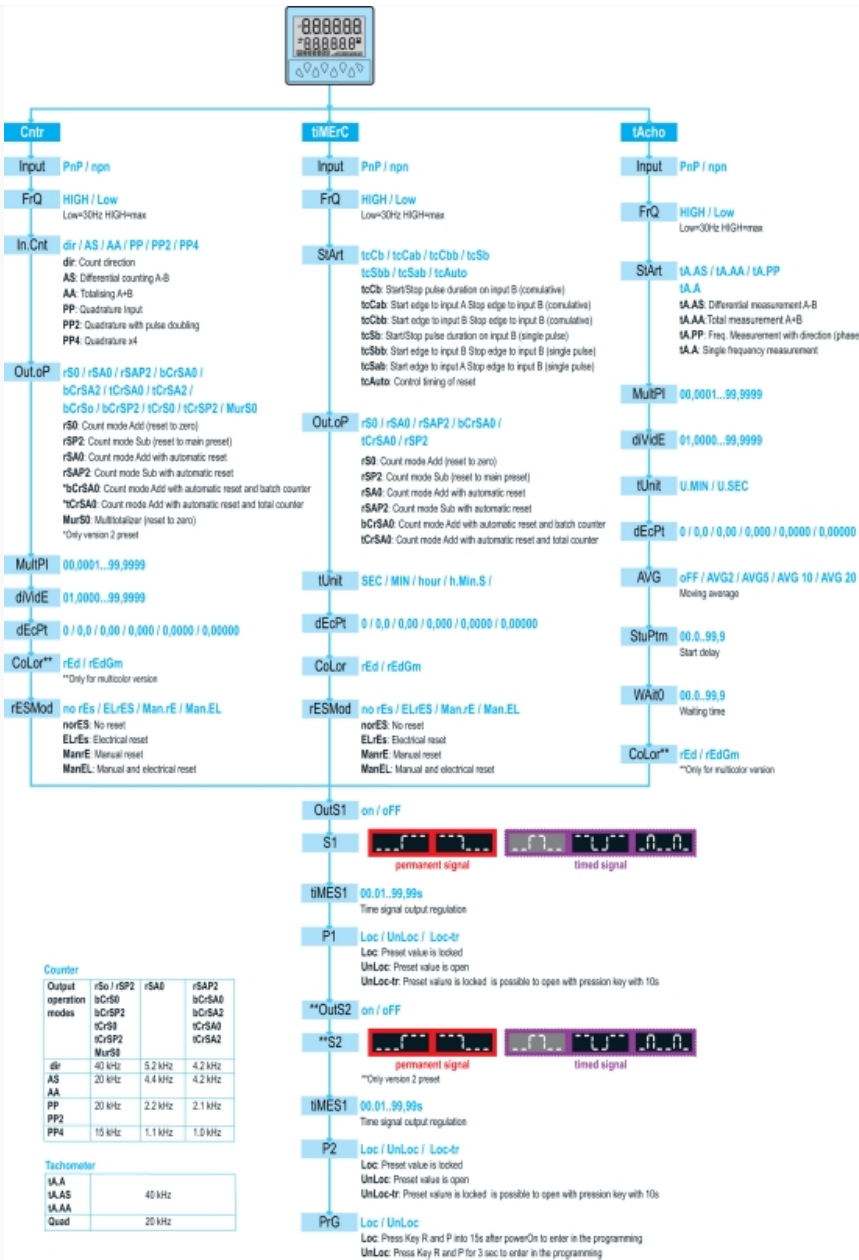 Cntr
Input PnP / npn
FrQ HIGH / Low
Low=30Hz HIGH=max
In.Cnt dir / AS / AA / PP / PP2 / PP4
dir: Count direction
AS: Differential counting A-B
AA: Totalising A+B
PP: Quadrature Input
PP2: Quadrature with pulse doubling
PP4: Quadrature x4
Out.oP rS0 / rSA0 / rSAP2 / bCrSA0 /
bCrSA2 / tCrSA0 / tCrSA2 /
bCrSo / bCrSP2 / tCrS0 / tCrSP2 / MurS0
rS0: Count mode Add (reset to zero)
rSP2: Count mode Sub (reset to main preset)
rSA0: Count mode Add with automatic reset
rSAP2: Count mode Sub with automatic reset
*bCrSA0: Count mode Add with automatic reset and batch counter
*tCrSA0: Count mode Add with automatic reset and total counter
MurS0: Multitotalizer (reset to zero)
*Only version 2 preset
MultPl 00,0001...99,9999
diVidE 01,0000...99,9999
dEcPt 0 / 0,0 / 0,00 / 0,000 / 0,0000 / 0,00000
CoLor** rEd / rEdGrn
**Only for multicolor version
rESMod no rEs / ELrES / Man.rE / Man.EL
norES: No reset
ELrEs: Electrical reset
ManrE: Manual reset
ManEL: Manual and electrical reset
tiMErC
Input PnP / npn
FrQ HIGH / Low
Low=30Hz HIGH=max
StArt tcCb / tcCab / tcCbb / tcSb
tcSbb / tcSab / tcAuto
tcCb: Start/Stop pulse duration on input B (comulative)
tcCab: Start edge to input A Stop edge to input B (comulative)
tcCbb: Start edge to input B Stop edge to input B (comulative)
tcSb: Start/Stop pulse duration on input B (single pulse)
tcSbb: Start edge to input B Stop edge to input B (single pulse)
tcSab: Start edge to input A Stop edge to input B (single pulse)
tcAuto: Control timing of reset
Out.oP rS0 / rSA0 / rSAP2 / bCrSA0 /
tCrSA0 / rSP2
rS0: Count mode Add (reset to zero)
rSP2: Count mode Sub (reset to main preset)
rSA0: Count mode Add with automatic reset
rSAP2: Count mode Sub with automatic reset
bCrSA0: Count mode Add with automatic reset and batch counter
tCrSA0: Count mode Add with automatic reset and total counter
tUnit SEC / MIN / hour / h.Min.S /
dEcPt 0 / 0,0 / 0,00 / 0,000 / 0,0000 / 0,00000
CoLor rEd / rEdGrn
rESMod no rEs / ELrES / Man.rE / Man.EL
norES: No reset
ELrEs: Electrical reset
ManrE: Manual reset
ManEL: Manual and electrical reset
tAcho
Input PnP / npn
FrQ HIGH / Low
Low=30Hz HIGH=max
StArt tA.AS / tA.AA / tA.PP
tA.A
tA.AS: Differential measurement A-B
tA.AA: Total measurement A+B
tA.PP: Freq. Measurement with direction (phase
tA.A: Single frequency measurement
MultPl 00,0001...99,9999
diVidE 01,0000...99,9999
tUnit U.MIN / U.SEC
dEcPt 0 / 0,0 / 0,00 / 0,000 / 0,0000 / 0,00000
AVG oFF / AVG2 / AVG5 / AVG 10 / AVG 20
Moving average
StuPtm 00.0..99,9
Start delay
WAit0 00.0..99,9
Waiting time
CoLor** rEd / rEdGrn
**Only for multicolor version
OutS1 on / oFF
S1
permanent signal timed signal
tiMES1 00.01..99,99s
Time signal output regulation
P1 Loc / UnLoc / Loc-tr
Loc: Preset value is locked
UnLoc: Preset value is open
UnLoc-tr: Preset valure is locked is possible to open with pression key with 10s
**OutS2 on / oFF
**S2
permanent signal timed signal
**Only version 2 preset
tiMES1 00.01..99,99s
Time signal output regulation
P2 Loc / UnLoc / Loc-tr
Loc: Preset value is locked
UnLoc: Preset value is open
UnLoc-tr: Preset valure is locked is possible to open with pression key with 10s
PrG Loc / UnLoc
Loc: Press Key R and P into 15s after powerOn to enter in the programming
UnLoc: Press Key R and P for 3 sec to enter in the programming
Counter
Output rSo / rSP2 rSA0 rSAP2
operation bCrS0 bCrSA0
modes bCrSP2 bCrSA2
tCrS0 tCrSA0
tCrSP2 tCrSA2
MurS0
dir 40 kHz 5.2 kHz 4.2 kHz
AS 20 kHz 4.4 kHz 4.2 kHz
AA
PP 20 kHz 2.2 kHz 2.1 kHz
PP2
PP4 15 kHz 1.1 kHz 1.0 kHz
Tachometer
tA.A
tA.AS 40 kHz
tA.AA
Quad 20 kHz